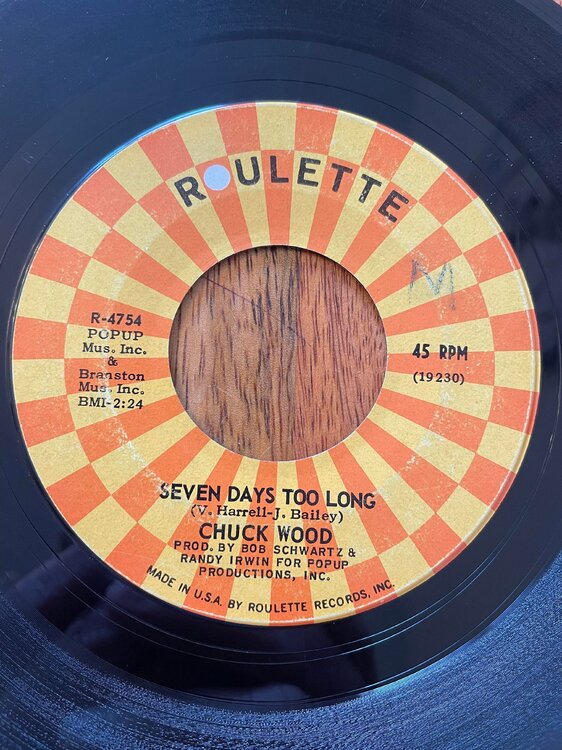 ROULETTE
M
R-4754
POPUP
Mus. Inc.
&
Branston
Mus. Inc.
BMI-2:24
45 RPM
(19230)
SEVEN DAYS TOO LONG
(V. Harrell-J. Bailey)
CHUCK WOOD
PROD. BY BOB SCHWARTZ &
RANDY IRWIN FOR POPUP
PRODUCTIONS, INC.
MADE IN U.S.A. BY ROULETTE RECORDS, INC.